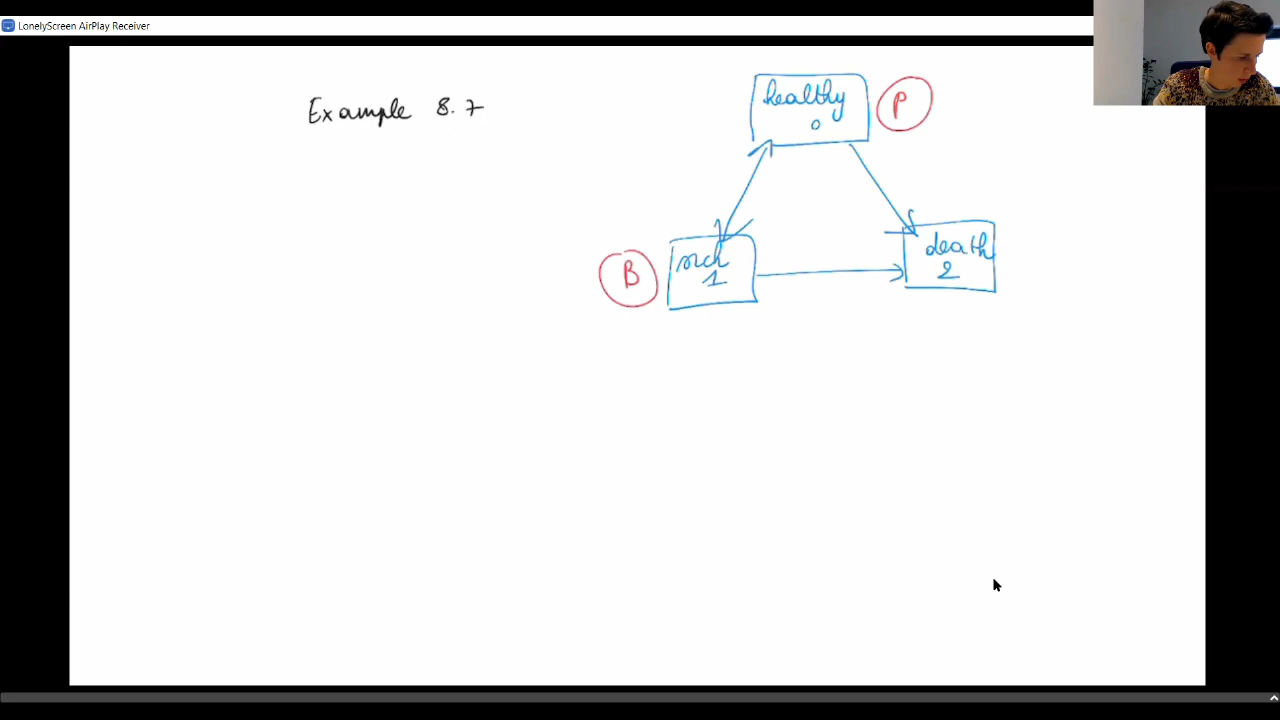 LonelyScreen AirPlay Receiver
Example 8.7
healthy
0
P
B
sick
1
death
2